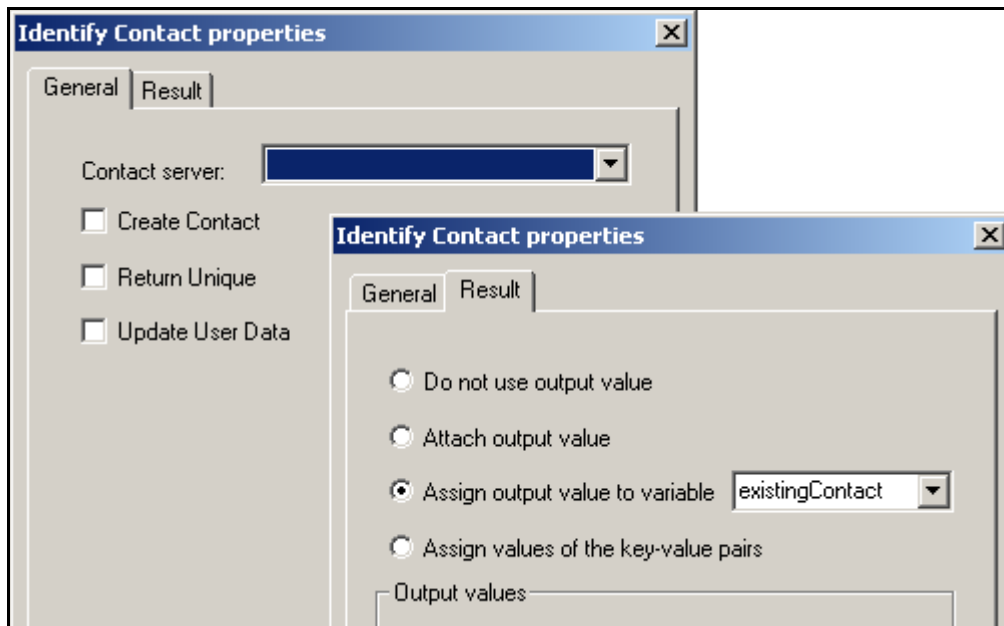 Identify Contact properties
General Result
Contact server:
Create Contact
Return Unique
Update User Data
Identify Contact properties
General Result
Do not use output value
Attach output value
Assign output value to variable existingContact
Assign values of the key-value pairs
Output values